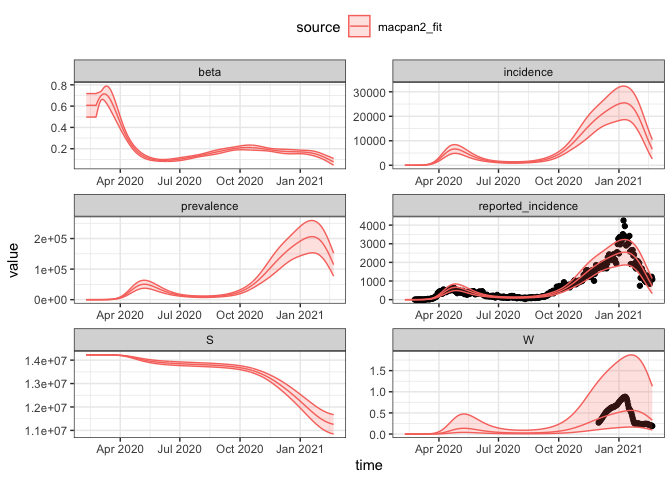 source macpan2_fit
beta
incidence
0.8
0.6
0.4
0.2
30000
20000
10000
0
Apr 2020 Jul 2020 Oct 2020 Jan 2021
Apr 2020 Jul 2020 Oct 2020 Jan 2021
prevalence
reported_incidence
2e+05
1e+05
0e+00
4000
3000
2000
1000
0
Apr 2020 Jul 2020 Oct 2020 Jan 2021
Apr 2020 Jul 2020 Oct 2020 Jan 2021
S
W
1.4e+07
1.3e+07
1.2e+07
1.1e+07
1.5
1.0
0.5
0.0
Apr 2020 Jul 2020 Oct 2020 Jan 2021
Apr 2020 Jul 2020 Oct 2020 Jan 2021
value
time